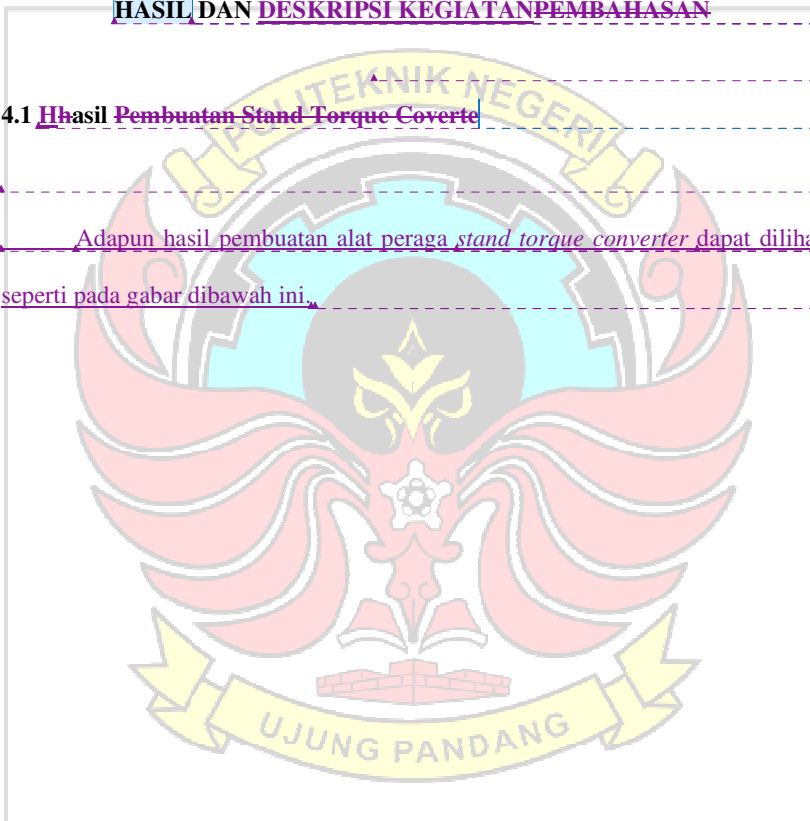 HASIL DAN DESKRIPSI KEGIATANPEMBAHASAN
POLITEKNIK NEGERI
4.1 Hhasil Pembuatan Stand Torque Coverte
Adapun hasil pembuatan alat peraga stand torque converter dapat diliha
seperti pada gabar dibawah ini.
UJUNG PANDANG